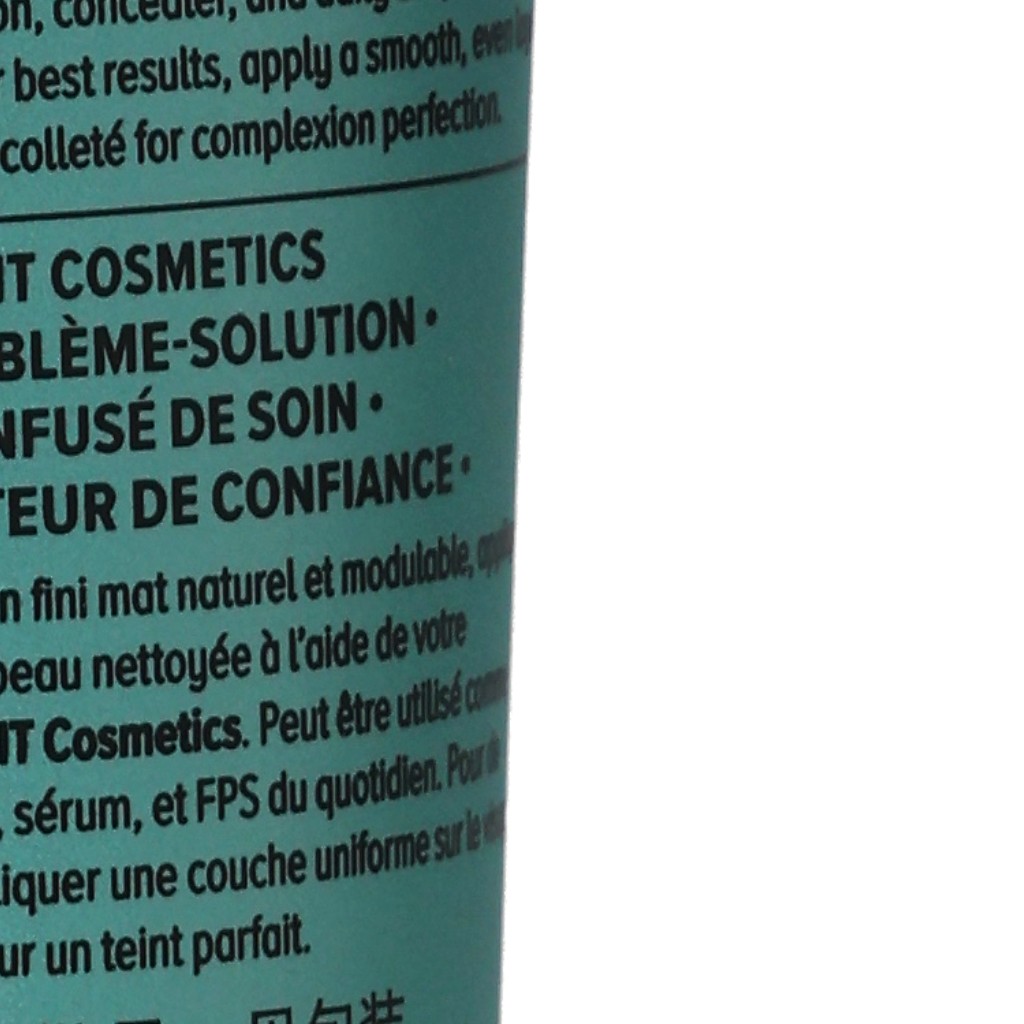 concealer, and
best results, apply a smooth, even
colleté for complexion perfection.
IT COSMETICS
BLÈME-SOLUTION •
NFUSÉ DE SOIN •
TEUR DE CONFIANCE •
n fini mat naturel et modulable,
peau nettoyée à l'aide de votre
IT Cosmetics. Peut être utilisé
, sérum, et FPS du quotidien. Pour de
liquer une couche uniforme sur le
ur un teint parfait.